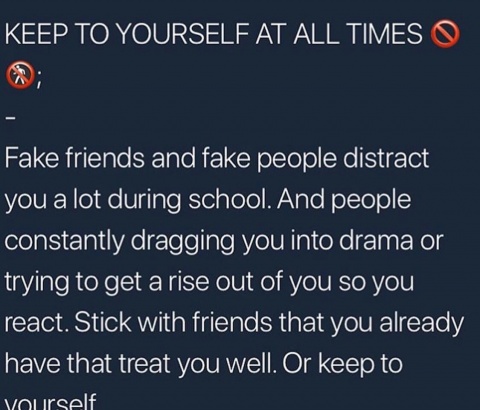 KEEP TO YOURSELF AT ALL TIMES 🚫
🚷;
-
Fake friends and fake people distract
you a lot during school. And people
constantly dragging you into drama or
trying to get a rise out of you so you
react. Stick with friends that you already
have that treat you well. Or keep to
yourself